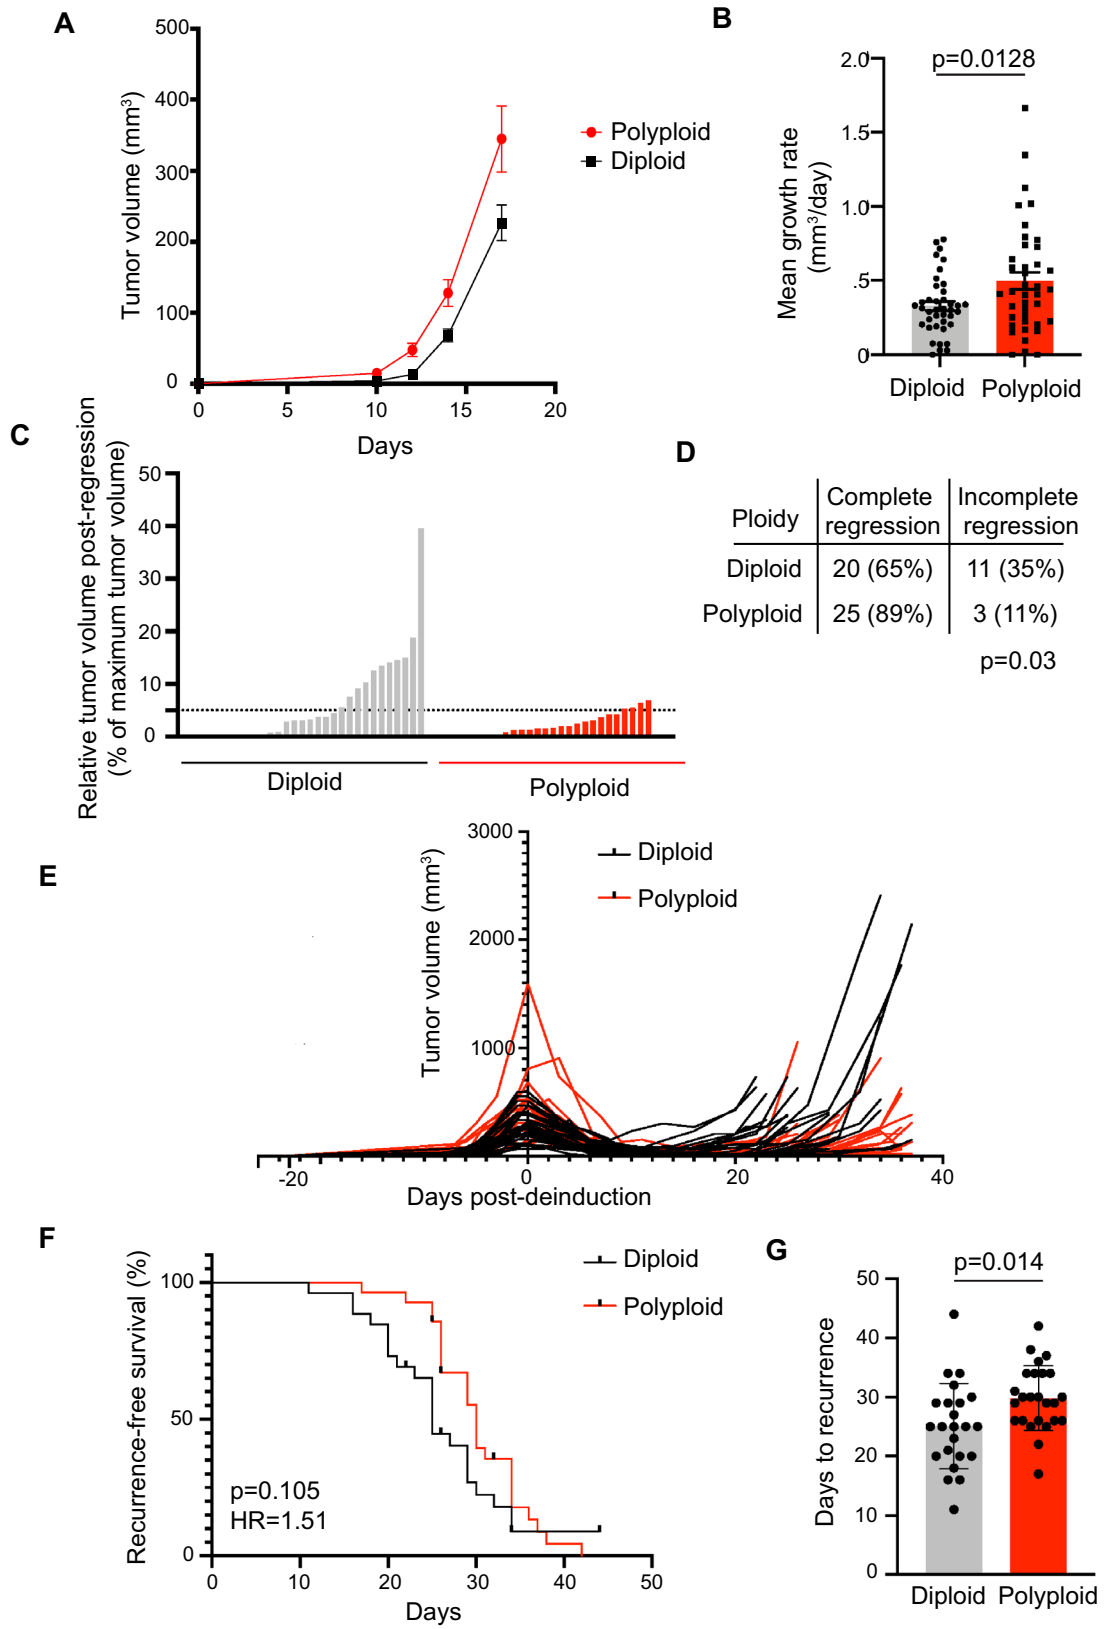 A
500
400
300
200
100
0
Tumor volume (mm³)
0
5
10
15
20
Days
Polyploid
Diploid
B
p=0.0128
2.0
1.5
1.0
.5
0
Mean growth rate
(mm³/day)
Diploid
Polyploid
C
Relative tumor volume post-regression
(% of maximum tumor volume)
50
40
30
20
10
0
Diploid
Polyploid
D
Ploidy
Complete
regression
Incomplete
regression
Diploid 20 (65%) 11 (35%)
Polyploid 25 (89%) 3 (11%)
p=0.03
E
Tumor volume (mm³)
3000
2000
1000
-20
0
20
40
Days post-deinduction
Diploid
Polyploid
F
Recurrence-free survival (%)
100
50
0
p=0.105
HR=1.51
0
10
20
30
40
50
Days
Diploid
Polyploid
G
p=0.014
50
40
30
20
10
0
Days to recurrence
Diploid
Polyploid